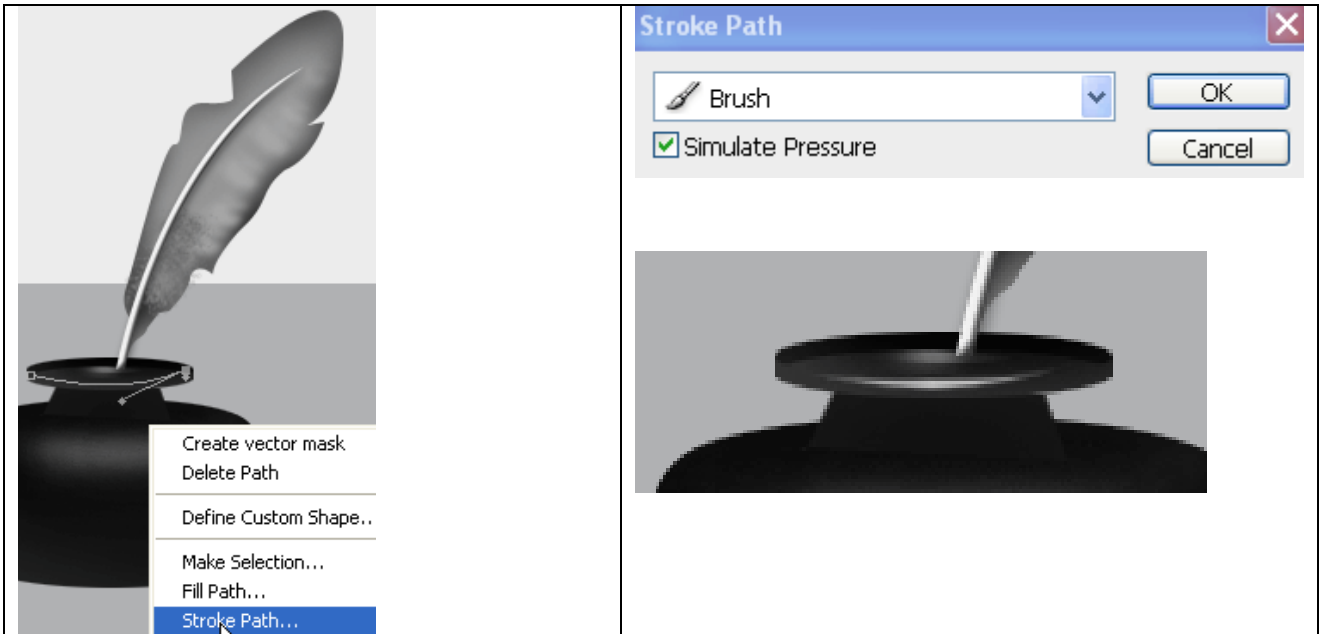 Create vector mask
Delete Path
Define Custom Shape..
Make Selection...
Fill Path...
Stroke Path...
Stroke Path
Brush
OK
Simulate Pressure
Cancel